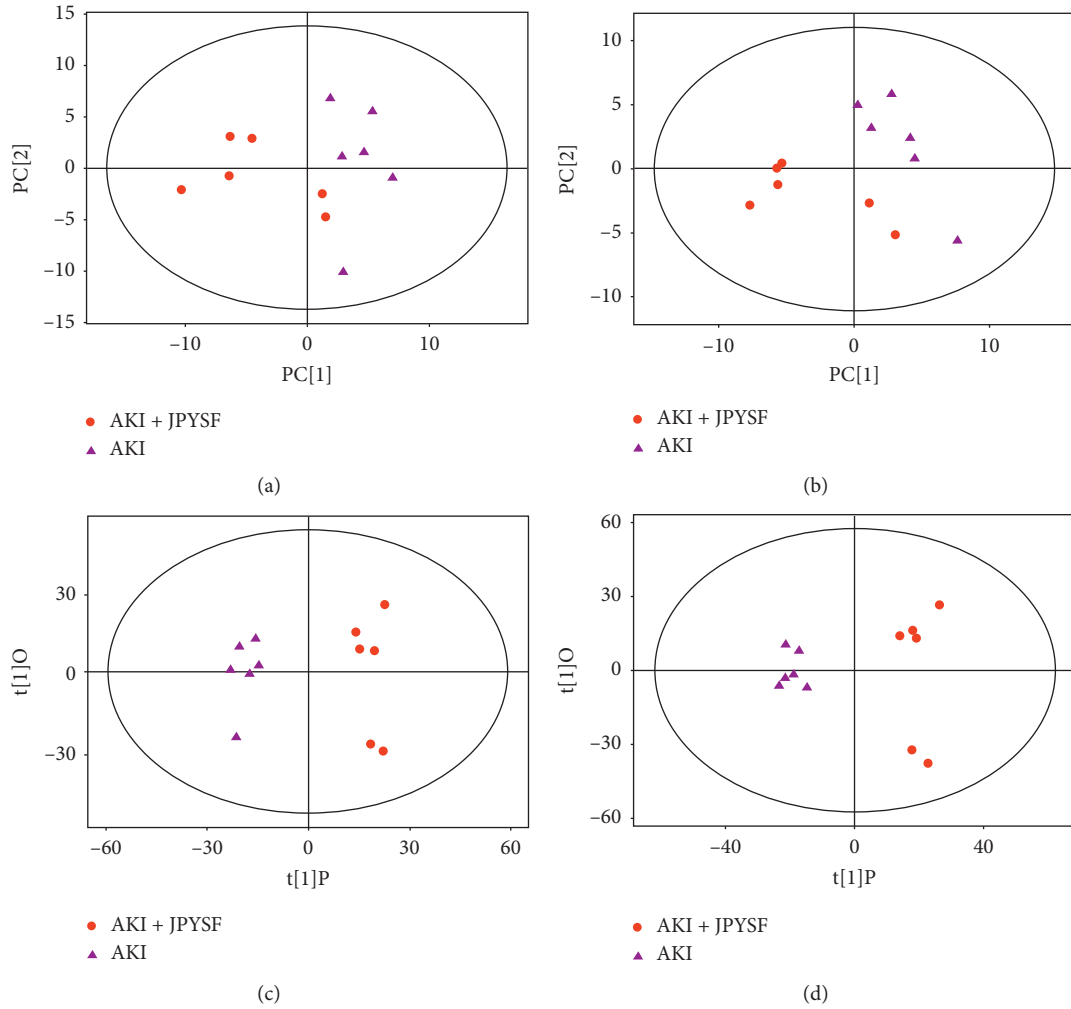 15
10
5
0
−5
−10
−15
PC[2]
−10
0
10
PC[1]
AKI + JPYSF
AKI
(a)
10
5
0
−5
−10
PC[2]
−10
0
10
PC[1]
AKI + JPYSF
AKI
(b)
30
0
−30
t[1]O
−60
−30
0
30
60
t[1]P
AKI + JPYSF
AKI
(c)
60
30
0
−30
−60
t[1]O
−40
0
40
t[1]P
AKI + JPYSF
AKI
(d)